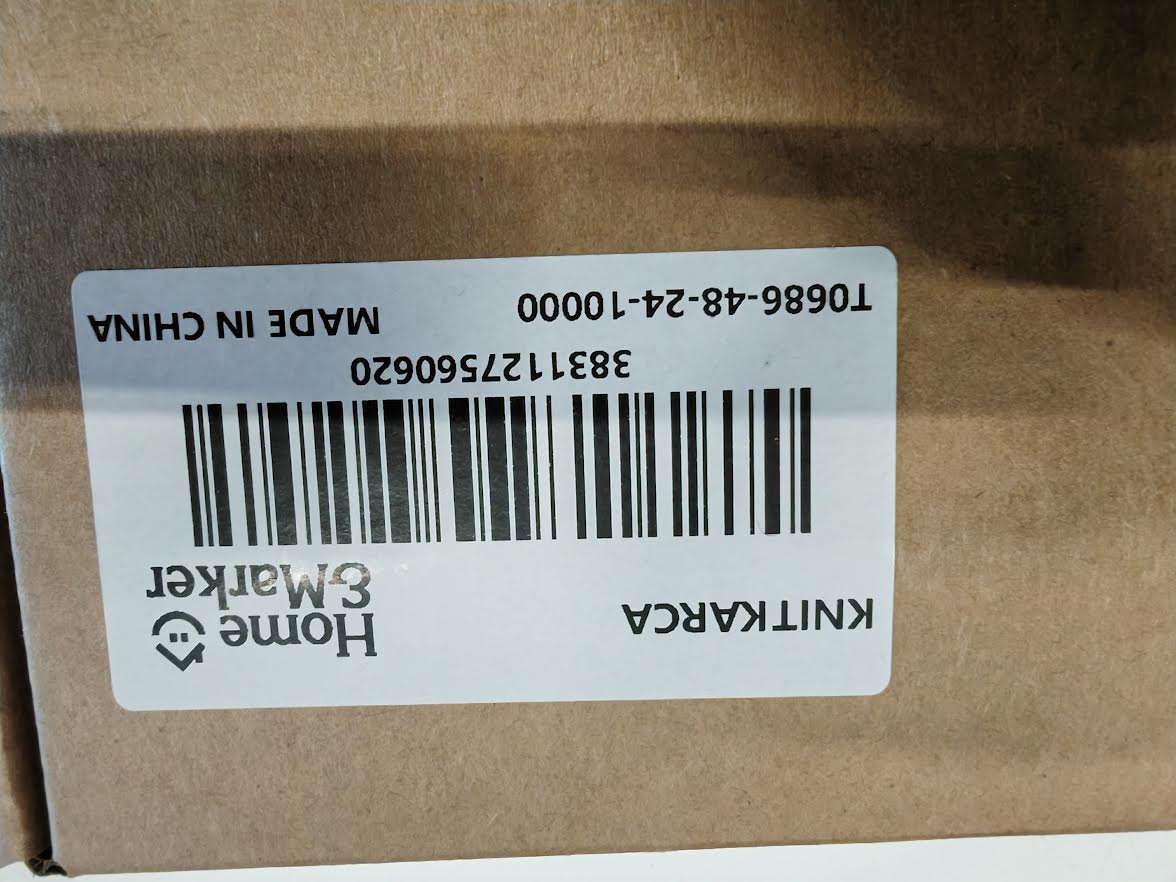 KNITKARCA
Home
&Marker
3831127560620
T0686-48-24-10000 MADE IN CHINA